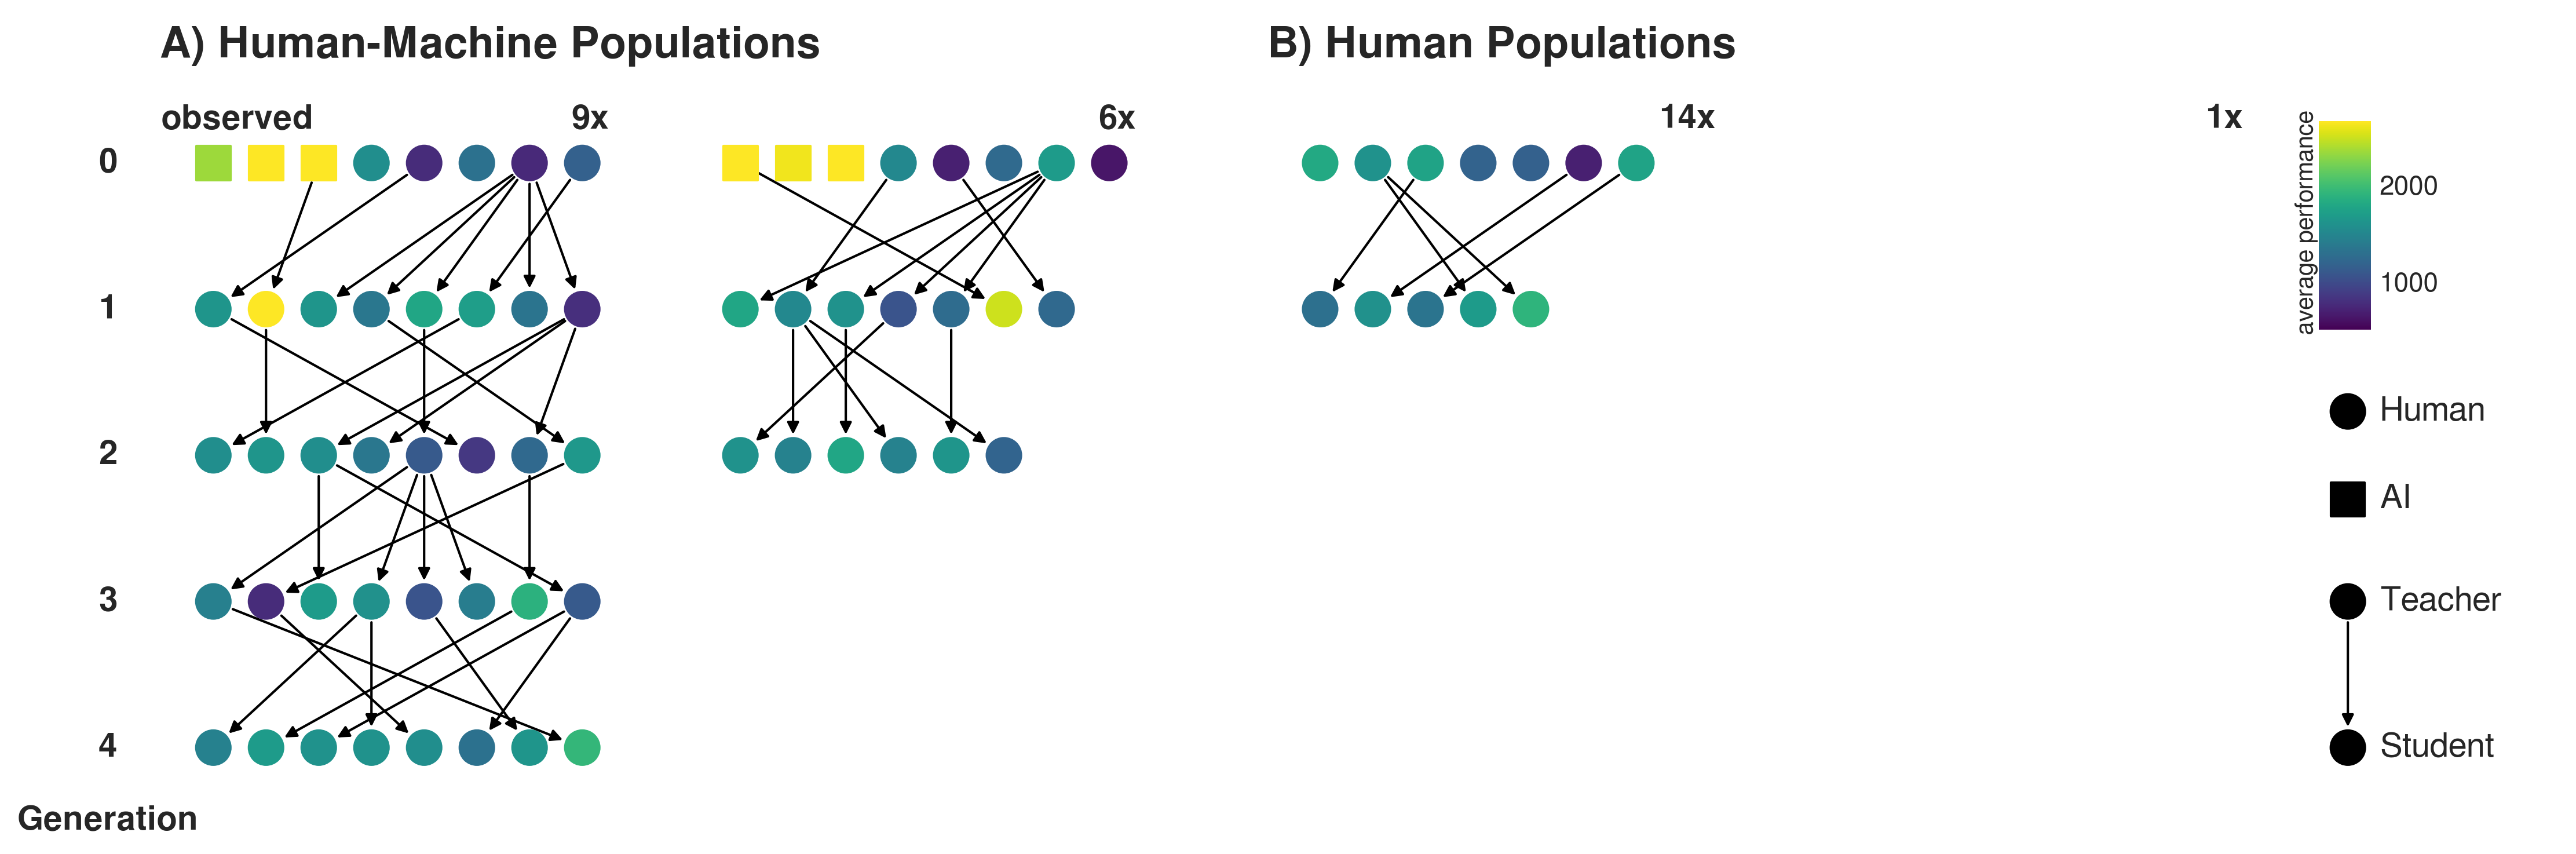 A) Human-Machine Populations
B) Human Populations
observed
9x
6x
14x
1x
0
1
2
3
4
Generation
average performance
2000
1000
Human
AI
Teacher
Student